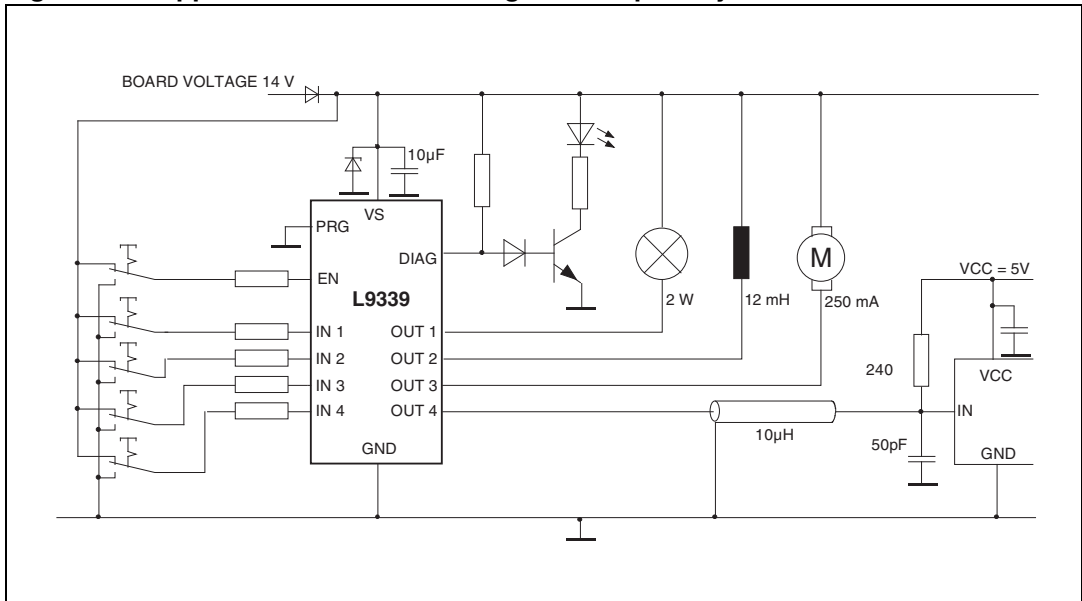 BOARD VOLTAGE 14 V
10µF
VS
PRG
DIAG
EN
L9339
M
VCC = 5V
2 W
12 mH
250 mA
IN 1
OUT 1
IN 2
OUT 2
IN 3
OUT 3
240
VCC
IN 4
OUT 4
IN
10µH
50pF
GND
GND